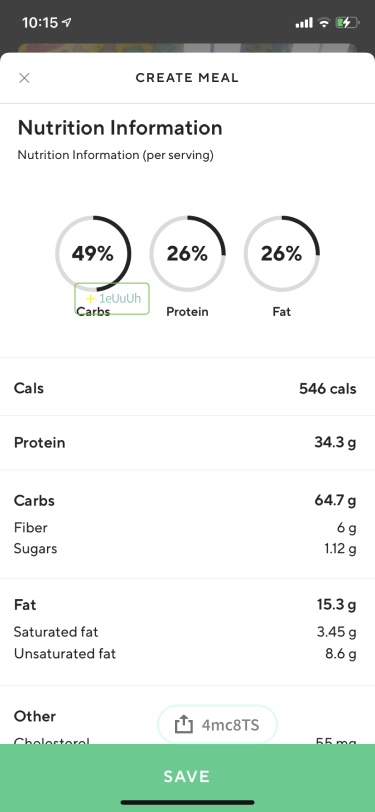 10:15
CREATE MEAL
Nutrition Information
Nutrition Information (per serving)
49% 26% 26%
+ 1eUuUh
Carbs Protein Fat
Cals 546 cals
Protein 34.3 g
Carbs 64.7 g
Fiber 6 g
Sugars 1.12 g
Fat 15.3 g
Saturated fat 3.45 g
Unsaturated fat 8.6 g
Other
4mc8TS
Cholesterol 55 mg
SAVE